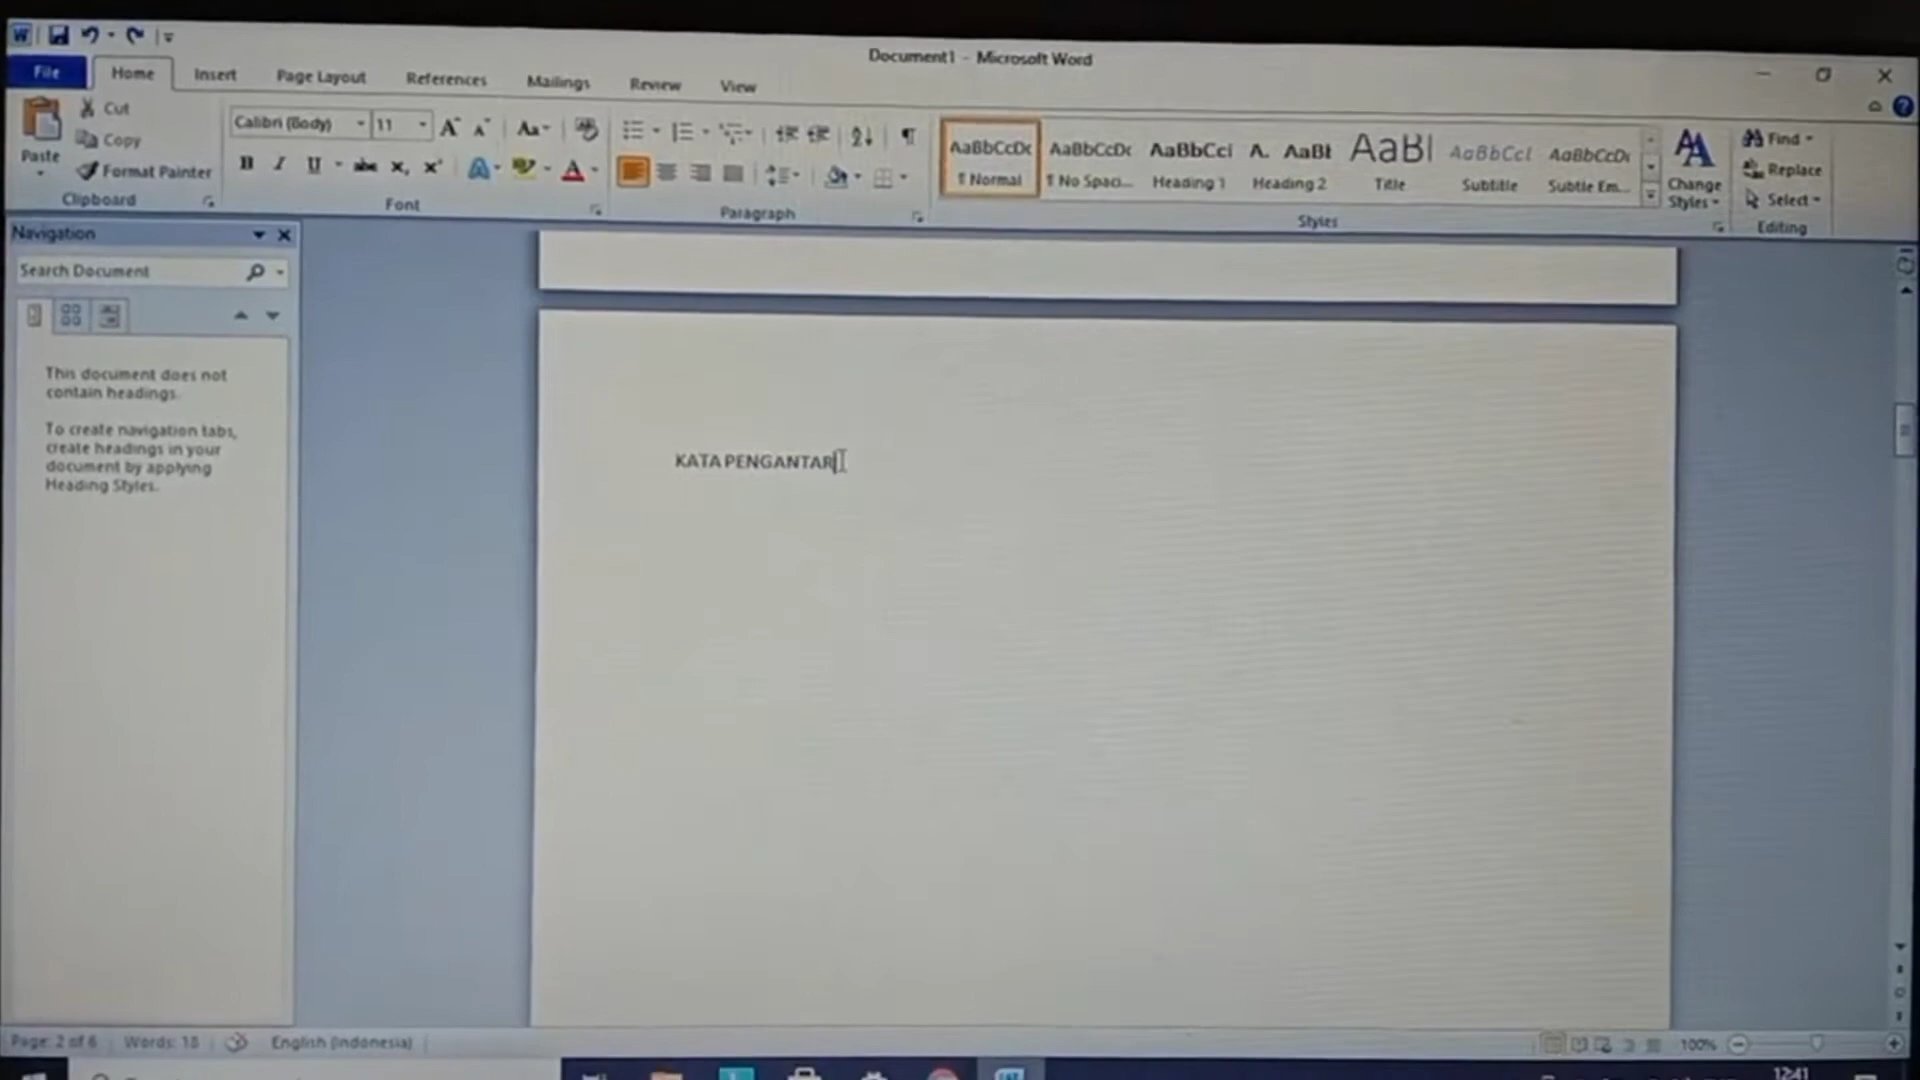 Document1 - Microsoft Word
File Home Insert Page Layout References Mailings Review View
Cut
Copy
Paste
Format Painter
Clipboard
Calibri (Body) 11
Font
Paragraph
AaBbCcDc AaBbCcDc AaBbCcI A. AaBb AaBI AaBbCcI AaBbCcDc
¶ Normal ¶ No Spaci... Heading 1 Heading 2 Title Subtitle Subtle Em...
Change
Styles
Styles
Find
Replace
Select
Editing
Navigation
Search Document
This document does not
contain headings.
To create navigation tabs,
create headings in your
document by applying
Heading Styles.
KATA PENGANTAR
Page: 2 of 6 Words: 18 English (Indonesia) 100%
12:41